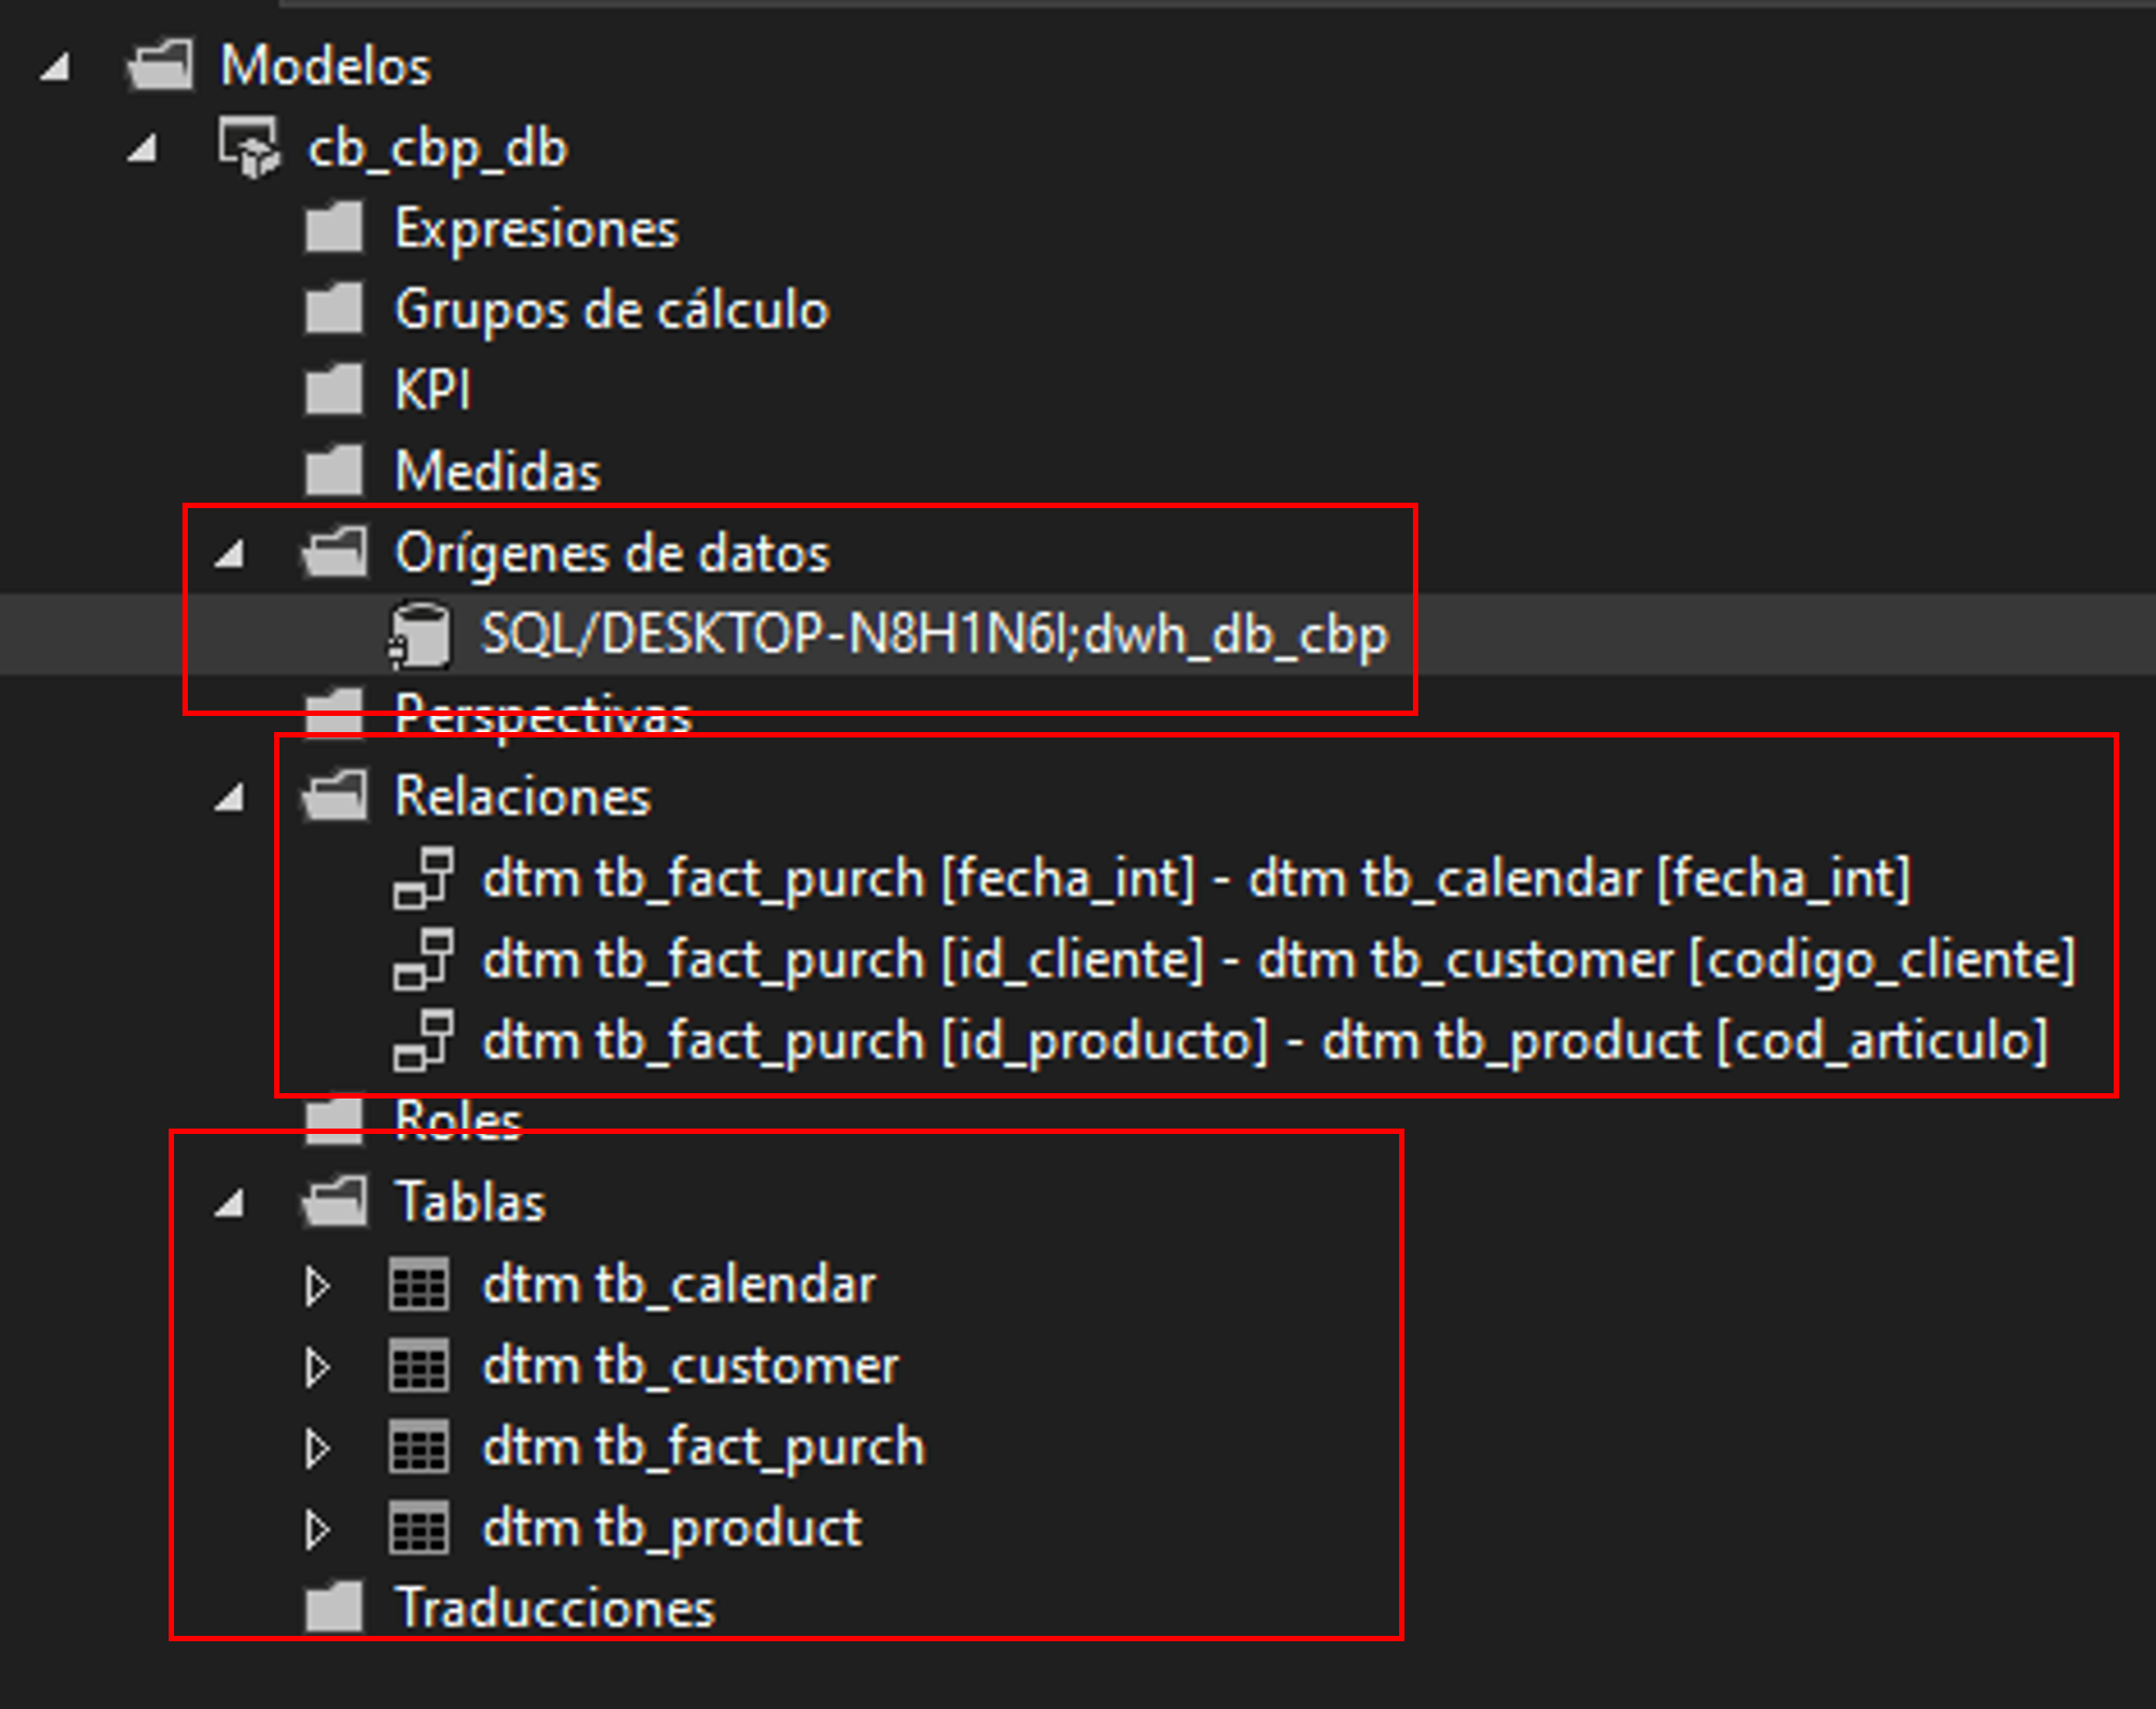 Modelos
cb_cbp_db
Expresiones
Grupos de cálculo
KPI
Medidas
Orígenes de datos
SQL/DESKTOP-N8H1N6I;dwh_db_cbp
Perspectivas
Relaciones
dtm tb_fact_purch [fecha_int] - dtm tb_calendar [fecha_int]
dtm tb_fact_purch [id_cliente] - dtm tb_customer [codigo_cliente]
dtm tb_fact_purch [id_producto] - dtm tb_product [cod_articulo]
Roles
Tablas
dtm tb_calendar
dtm tb_customer
dtm tb_fact_purch
dtm tb_product
Traducciones